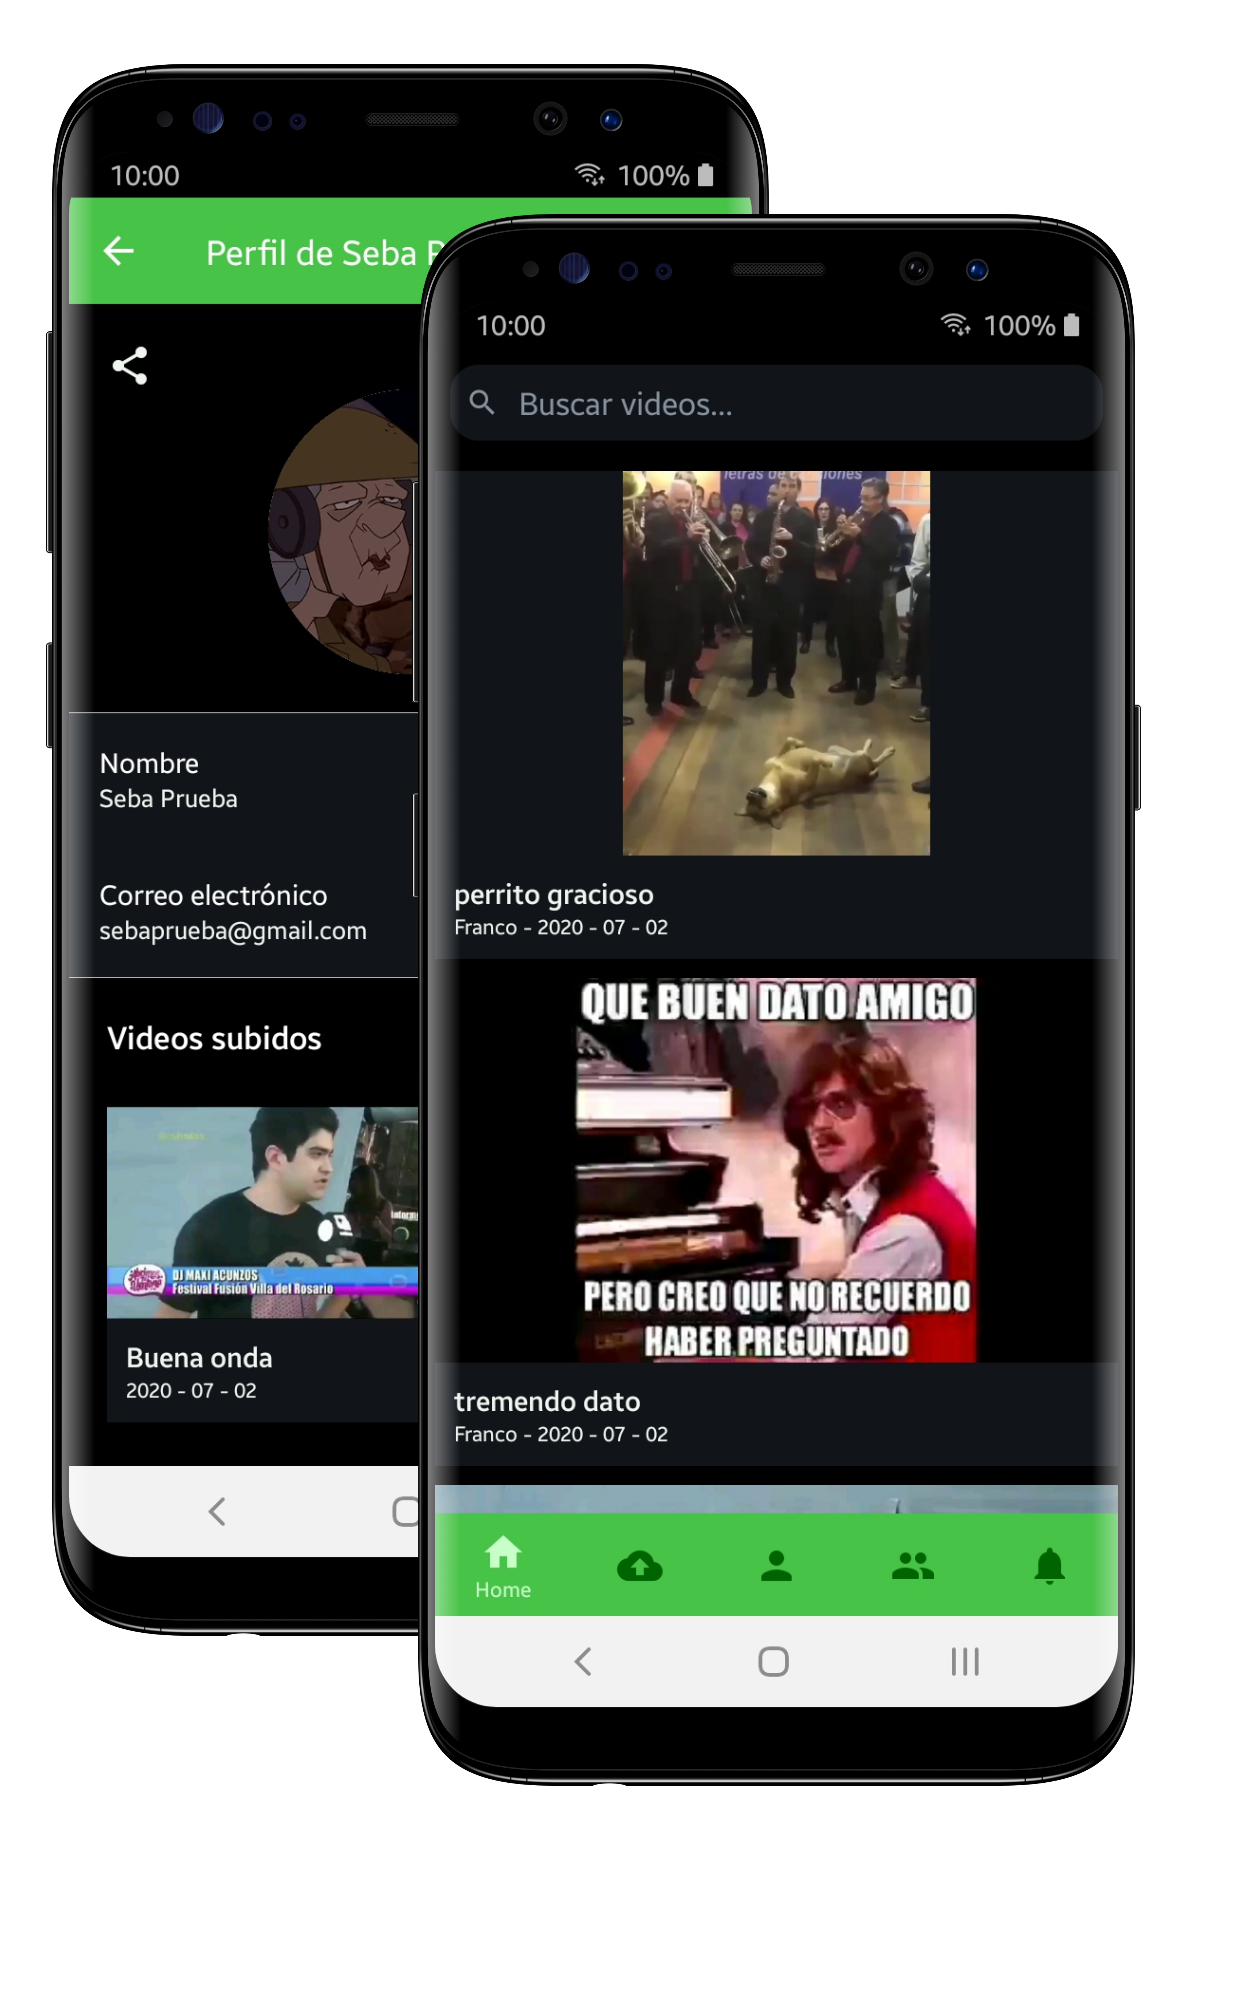 10:00
100%
Perfil de Seba P
Nombre
Seba Prueba
Correo electrónico
sebaprueba@gmail.com
Videos subidos
DJ MAXI ACUNZOS
Festival Fusión Villa del Rosario
Buena onda
2020 - 07 - 02
10:00
100%
Buscar videos...
letras de
perrito gracioso
Franco - 2020 - 07 - 02
QUE BUEN DATO AMIGO
PERO CREO QUE NO RECUERDO
HABER PREGUNTADO
tremendo dato
Franco - 2020 - 07 - 02
Home